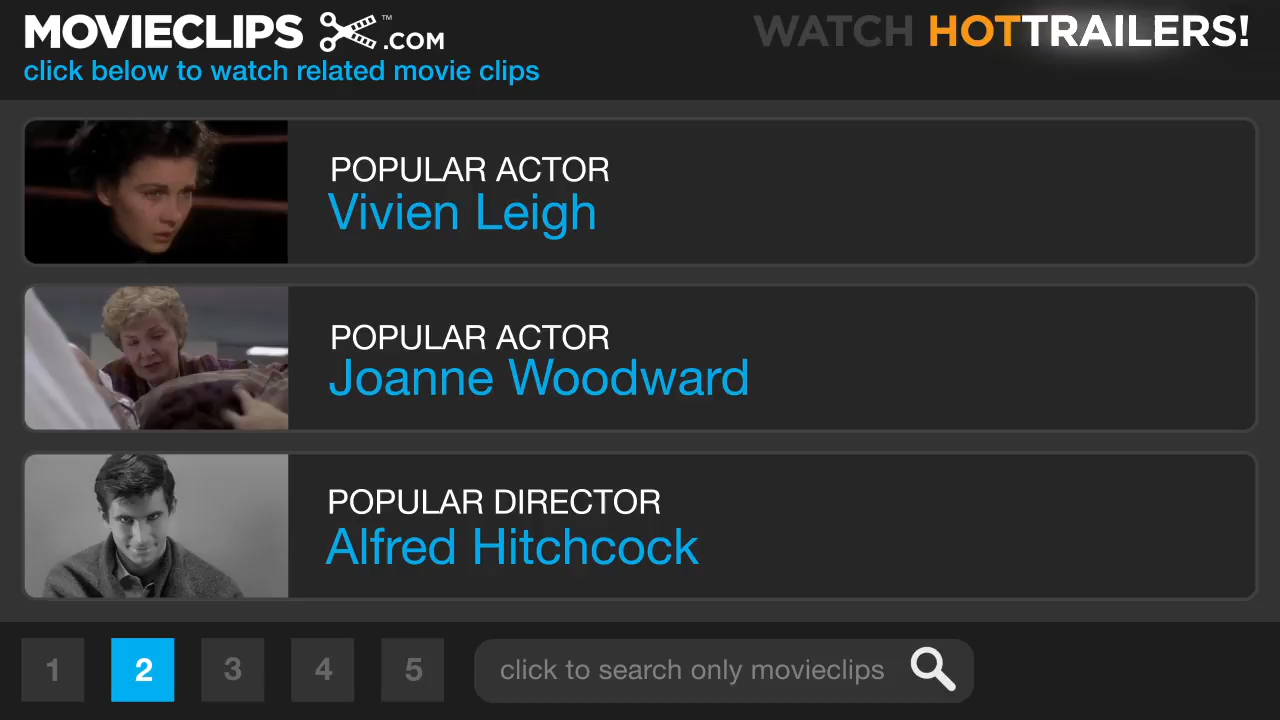 MOVIECLIPS ™ .COM
WATCH HOTTRAILERS!
click below to watch related movie clips
POPULAR ACTOR
Vivien Leigh
POPULAR ACTOR
Joanne Woodward
POPULAR DIRECTOR
Alfred Hitchcock
1 2 3 4 5 click to search only movieclips